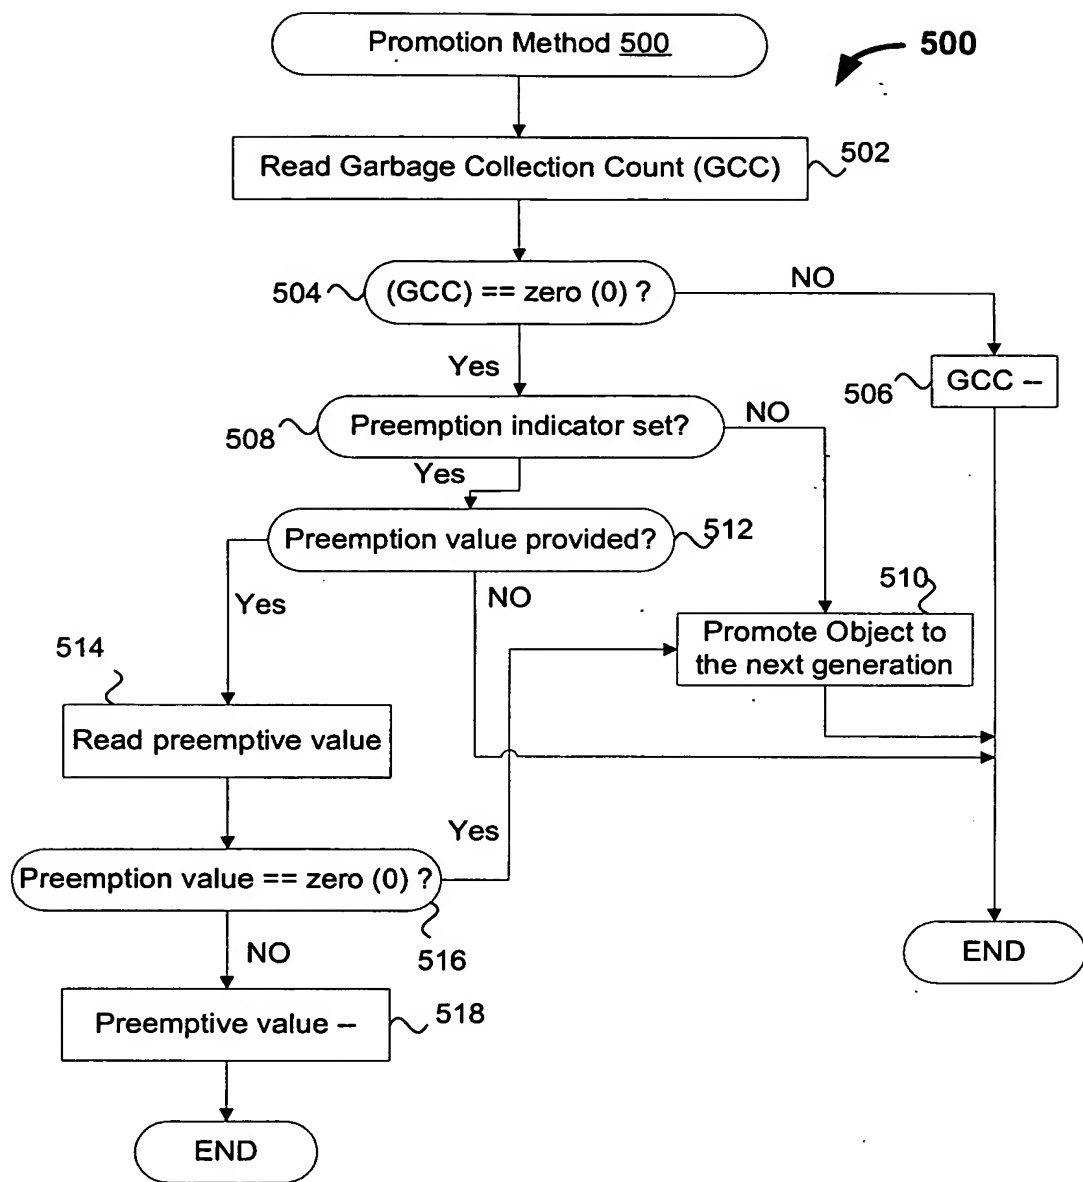 Promotion Method 500
500
Read Garbage Collection Count (GCC)
502
504
(GCC) == zero (0) ?
NO
Yes
506
GCC --
508
Preemption indicator set?
NO
Yes
Preemption value provided?
512
Yes
NO
510
Promote Object to
the next generation
514
Read preemptive value
Yes
Preemption value == zero (0) ?
516
NO
END
Preemptive value --
518
END